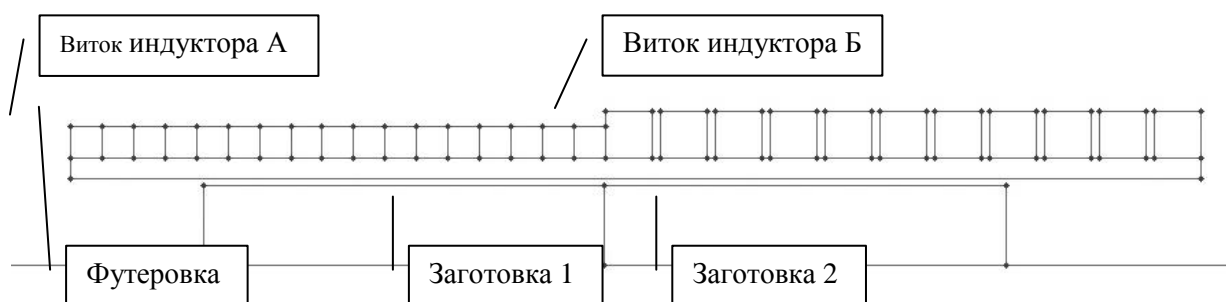 Виток индуктора А
Виток индуктора Б
Футеровка
Заготовка 1
Заготовка 2